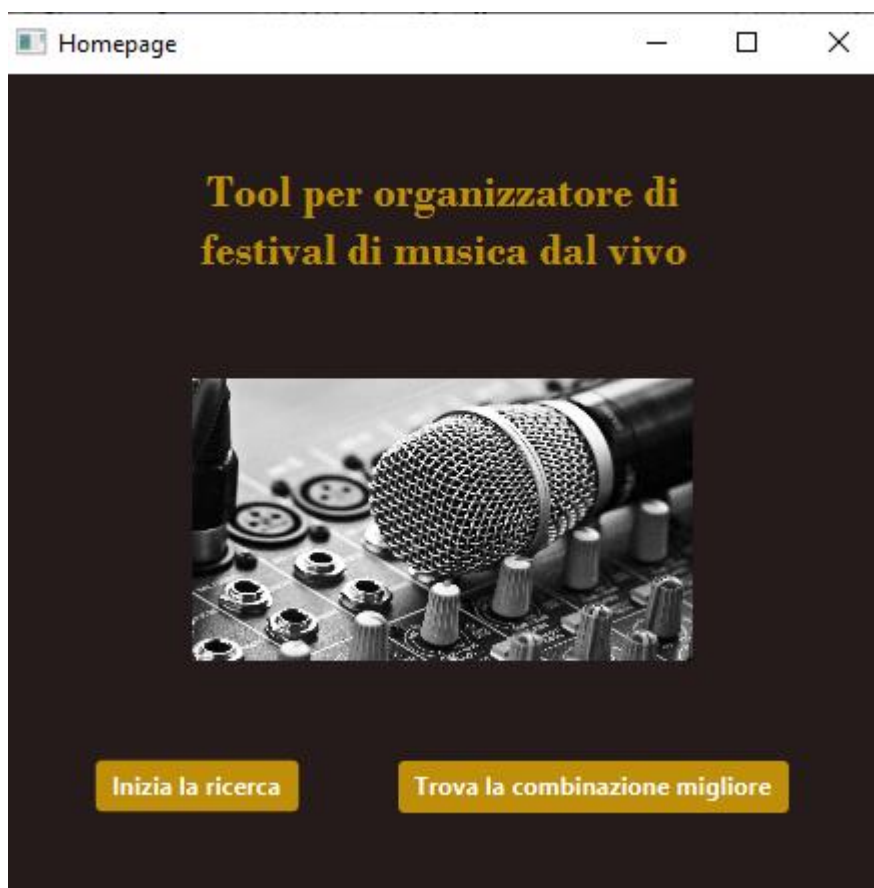 Homepage
Tool per organizzatore di
festival di musica dal vivo
Inizia la ricerca
Trova la combinazione migliore